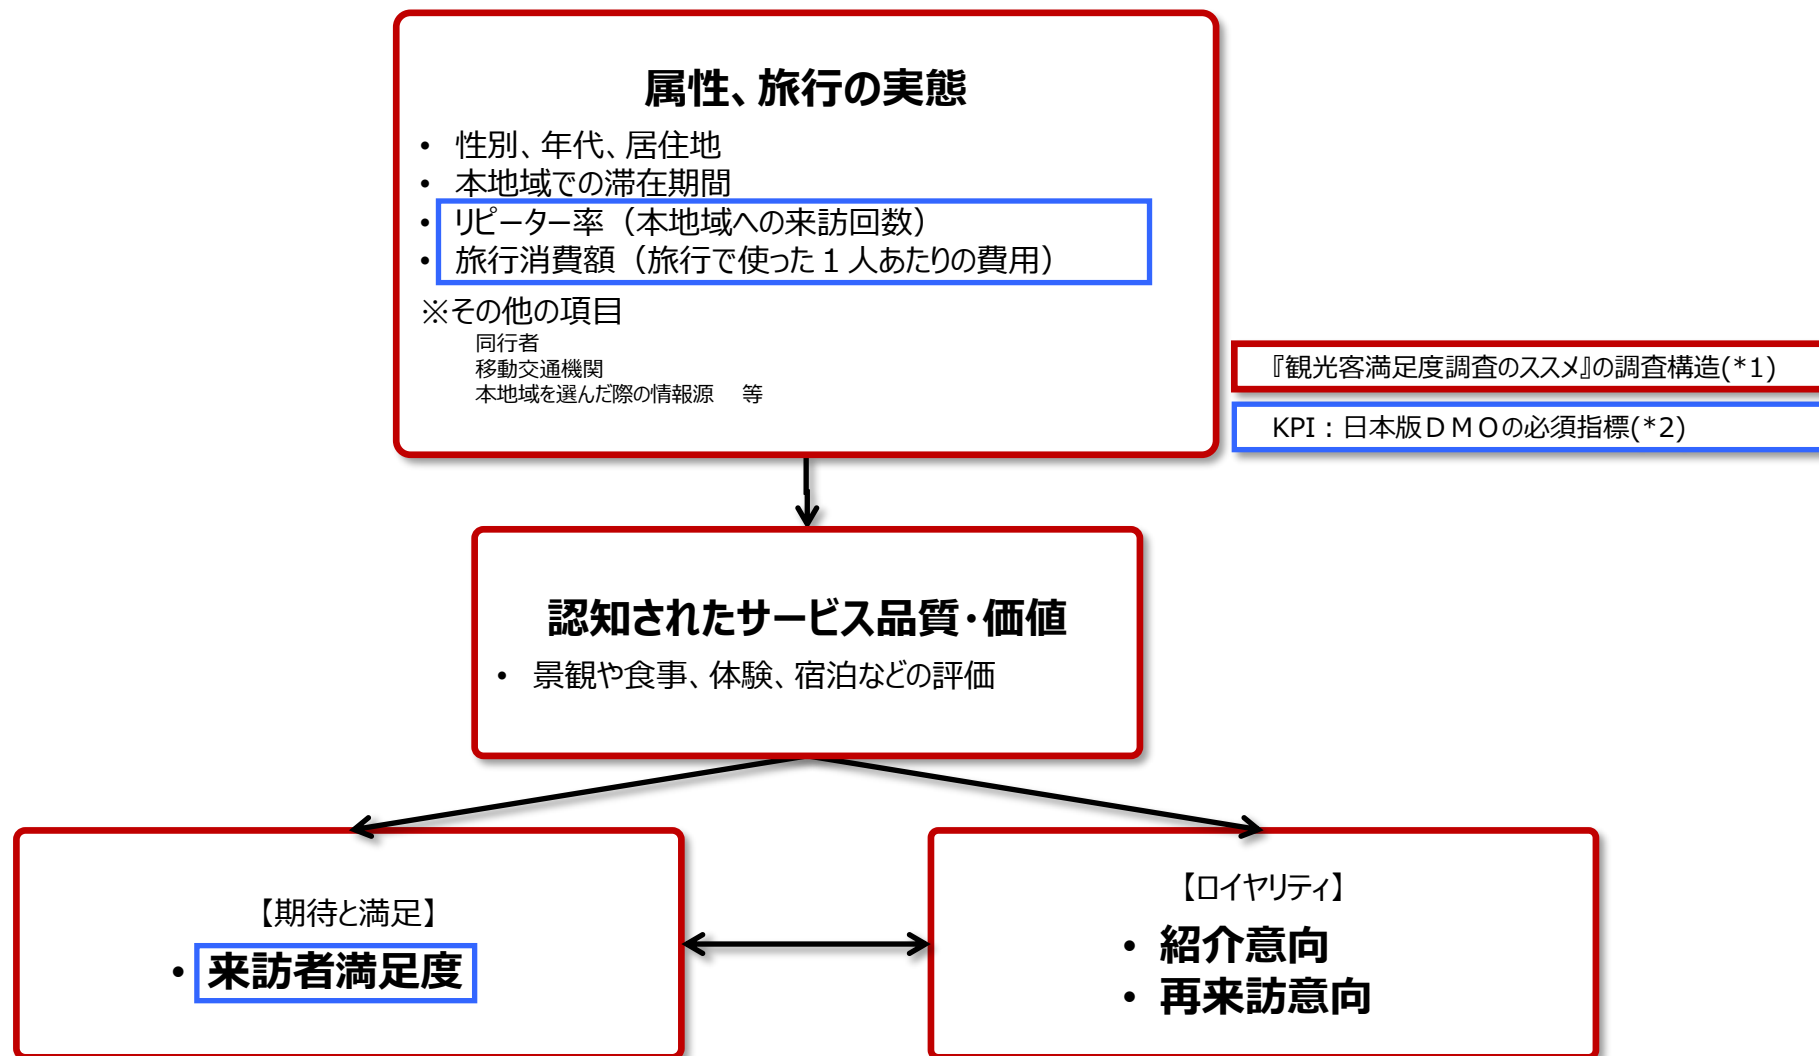 属性、旅行の実態
• 性別、年代、居住地
• 本地域での滞在期間
• リピーター率（本地域への来訪回数）
• 旅行消費額（旅行で使った１人あたりの費用）
※その他の項目
同行者
移動交通機関
本地域を選んだ際の情報源　等
『観光客満足度調査のススメ』の調査構造(*1)
KPI：日本版ＤＭＯの必須指標(*2)
認知されたサービス品質・価値
• 景観や食事、体験、宿泊などの評価
【期待と満足】
• 来訪者満足度
【ロイヤリティ】
• 紹介意向
• 再来訪意向